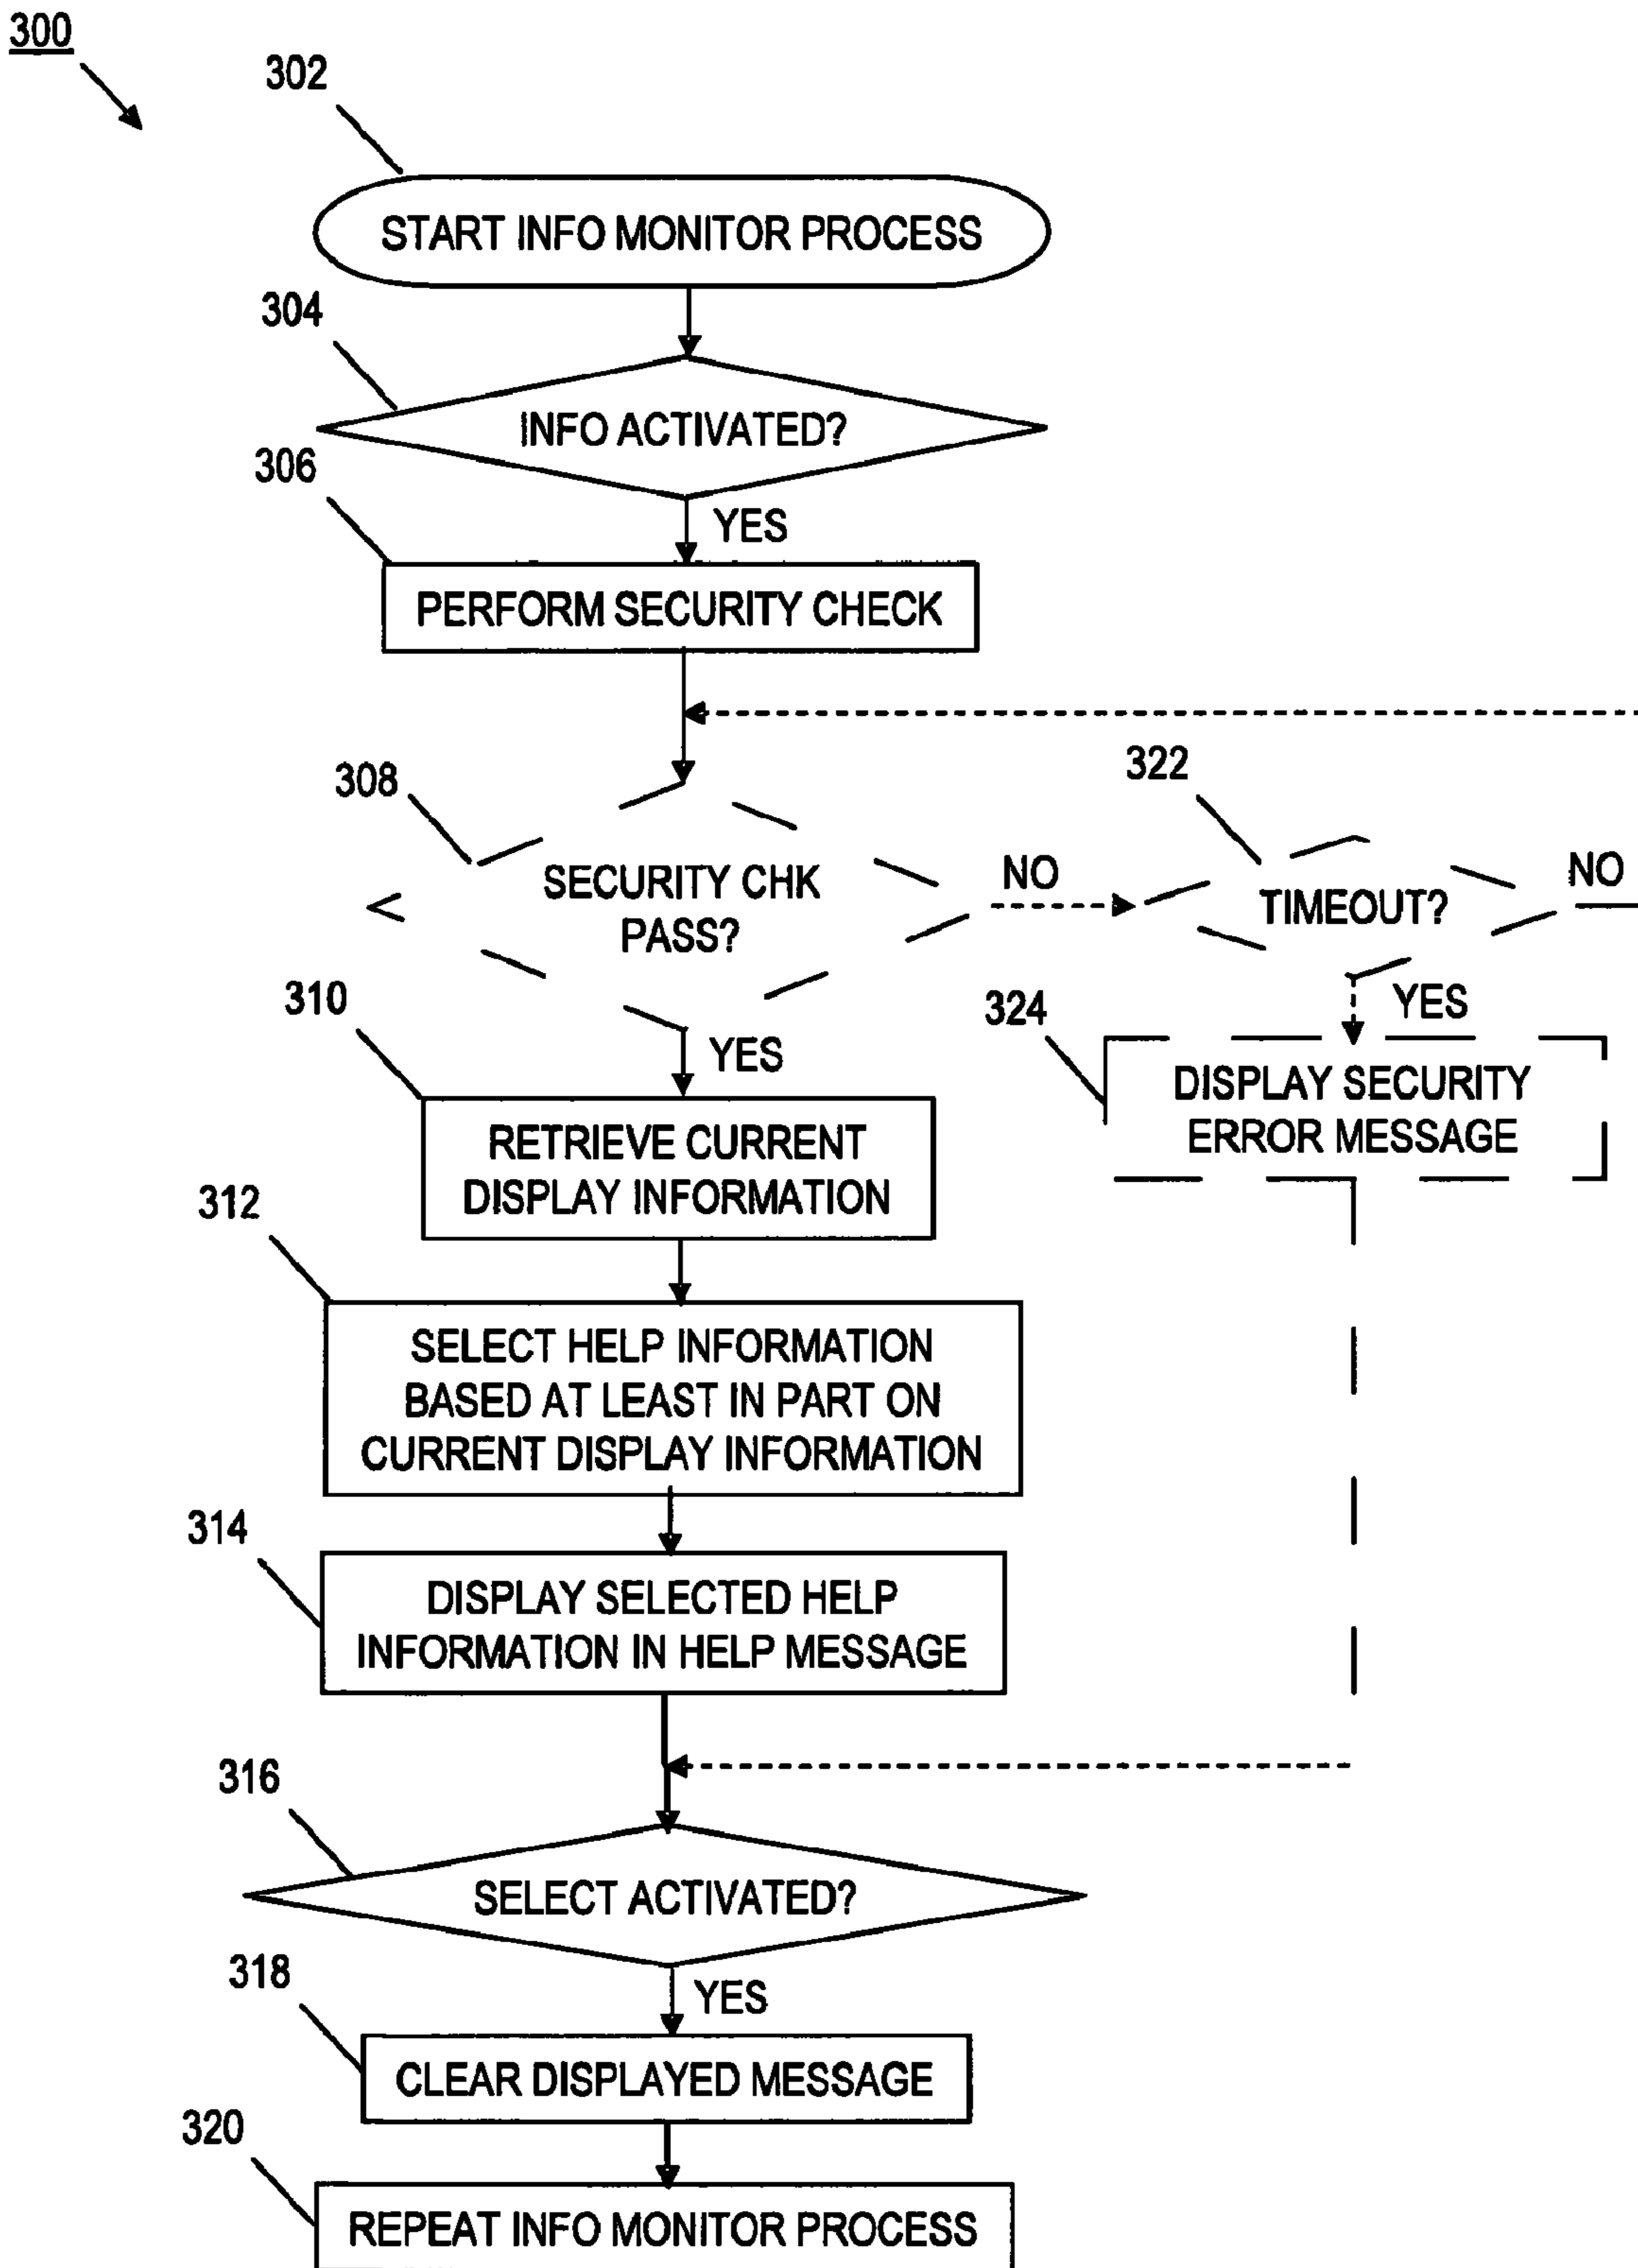 300
302
START INFO MONITOR PROCESS
304
INFO ACTIVATED?
306
YES
PERFORM SECURITY CHECK
308
322
SECURITY CHK
PASS?
NO
TIMEOUT?
NO
310
YES
324
YES
RETRIEVE CURRENT
DISPLAY INFORMATION
DISPLAY SECURITY
ERROR MESSAGE
312
SELECT HELP INFORMATION
BASED AT LEAST IN PART ON
CURRENT DISPLAY INFORMATION
314
DISPLAY SELECTED HELP
INFORMATION IN HELP MESSAGE
316
SELECT ACTIVATED?
318
YES
CLEAR DISPLAYED MESSAGE
320
REPEAT INFO MONITOR PROCESS